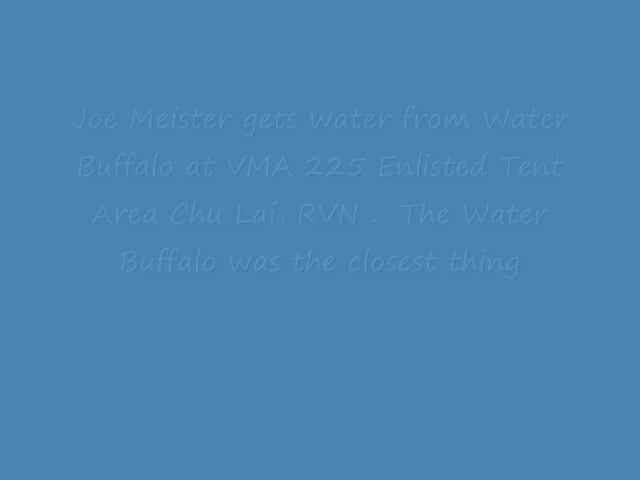 Joe Meister gets water from Water
Buffalo at VMA 225 Enlisted Tent
Area Chu Lai, RVN .  The Water
Buffalo was the closest thing